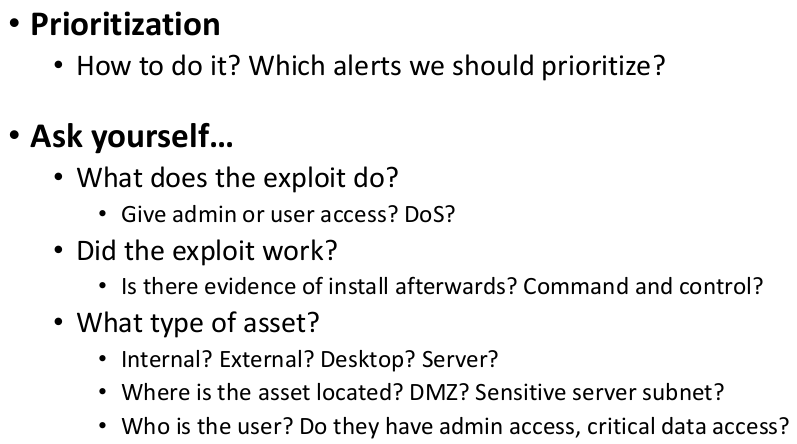 • Prioritization
• How to do it? Which alerts we should prioritize?
• Ask yourself…
• What does the exploit do?
• Give admin or user access? DoS?
• Did the exploit work?
• Is there evidence of install afterwards? Command and control?
• What type of asset?
• Internal? External? Desktop? Server?
• Where is the asset located? DMZ? Sensitive server subnet?
• Who is the user? Do they have admin access, critical data access?